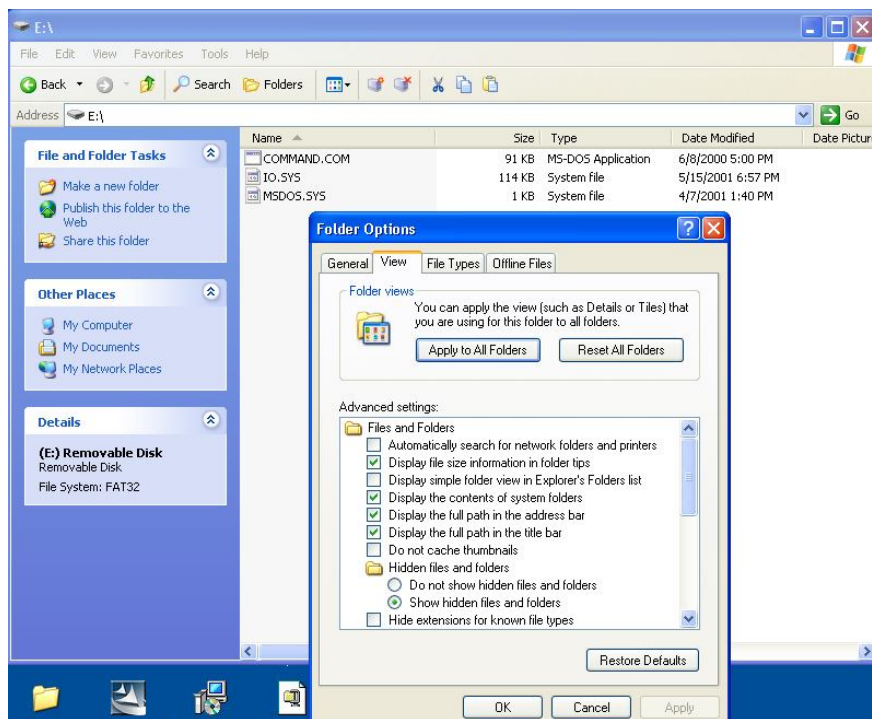 E:\
File Edit View Favorites Tools Help
Back Search Folders
Address E:\ Go
Name Size Type Date Modified Date Pictur
COMMAND.COM 91 KB MS-DOS Application 6/8/2000 5:00 PM
IO.SYS 114 KB System file 5/15/2001 6:57 PM
MSDOS.SYS 1 KB System file 4/7/2001 1:40 PM
File and Folder Tasks
Make a new folder
Publish this folder to the
Web
Share this folder
Other Places
My Computer
My Documents
My Network Places
Details
(E:) Removable Disk
Removable Disk
File System: FAT32
Folder Options
General View File Types Offline Files
Folder views
You can apply the view (such as Details or Tiles) that
you are using for this folder to all folders.
Apply to All Folders Reset All Folders
Advanced settings:
Files and Folders
Automatically search for network folders and printers
Display file size information in folder tips
Display simple folder view in Explorer's Folders list
Display the contents of system folders
Display the full path in the address bar
Display the full path in the title bar
Do not cache thumbnails
Hidden files and folders
Do not show hidden files and folders
Show hidden files and folders
Hide extensions for known file types
Restore Defaults
OK Cancel Apply